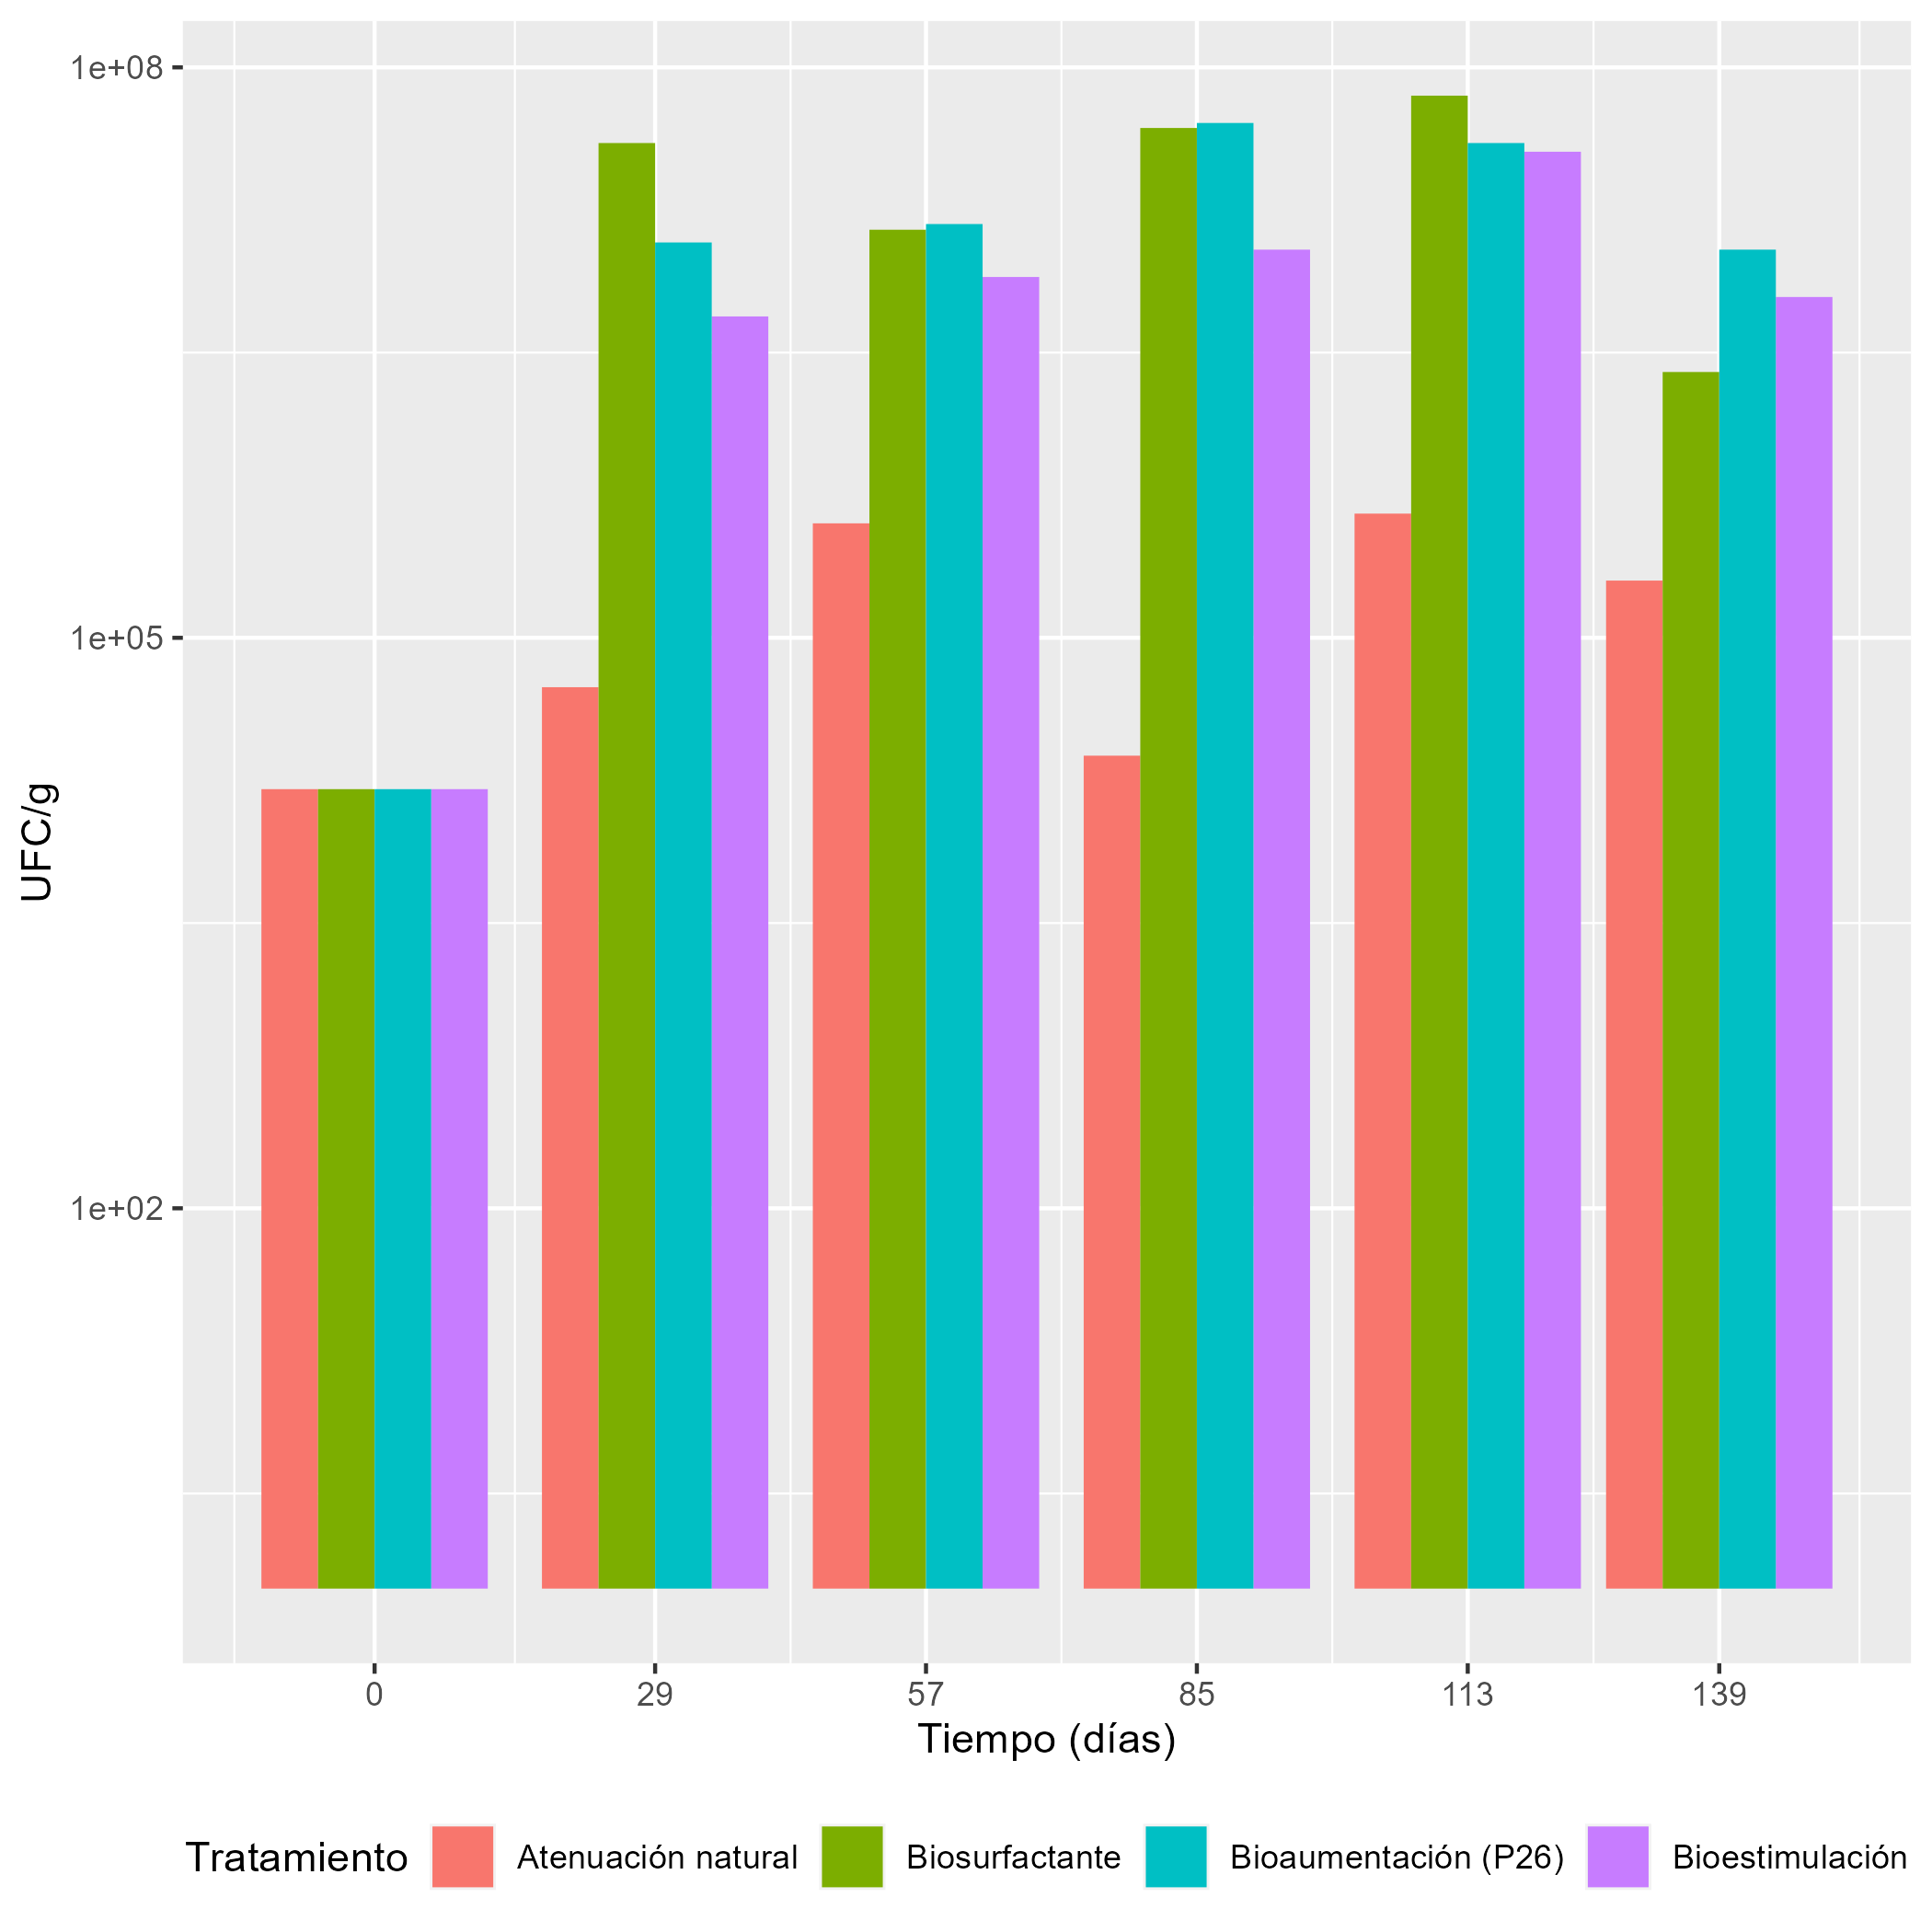 1e+08
1e+05
1e+02
UFC/g
0 29 57 85 113 139
Tiempo (días)
Tratamiento Atenuación natural Biosurfactante Bioaumentación (P26) Bioestimulación